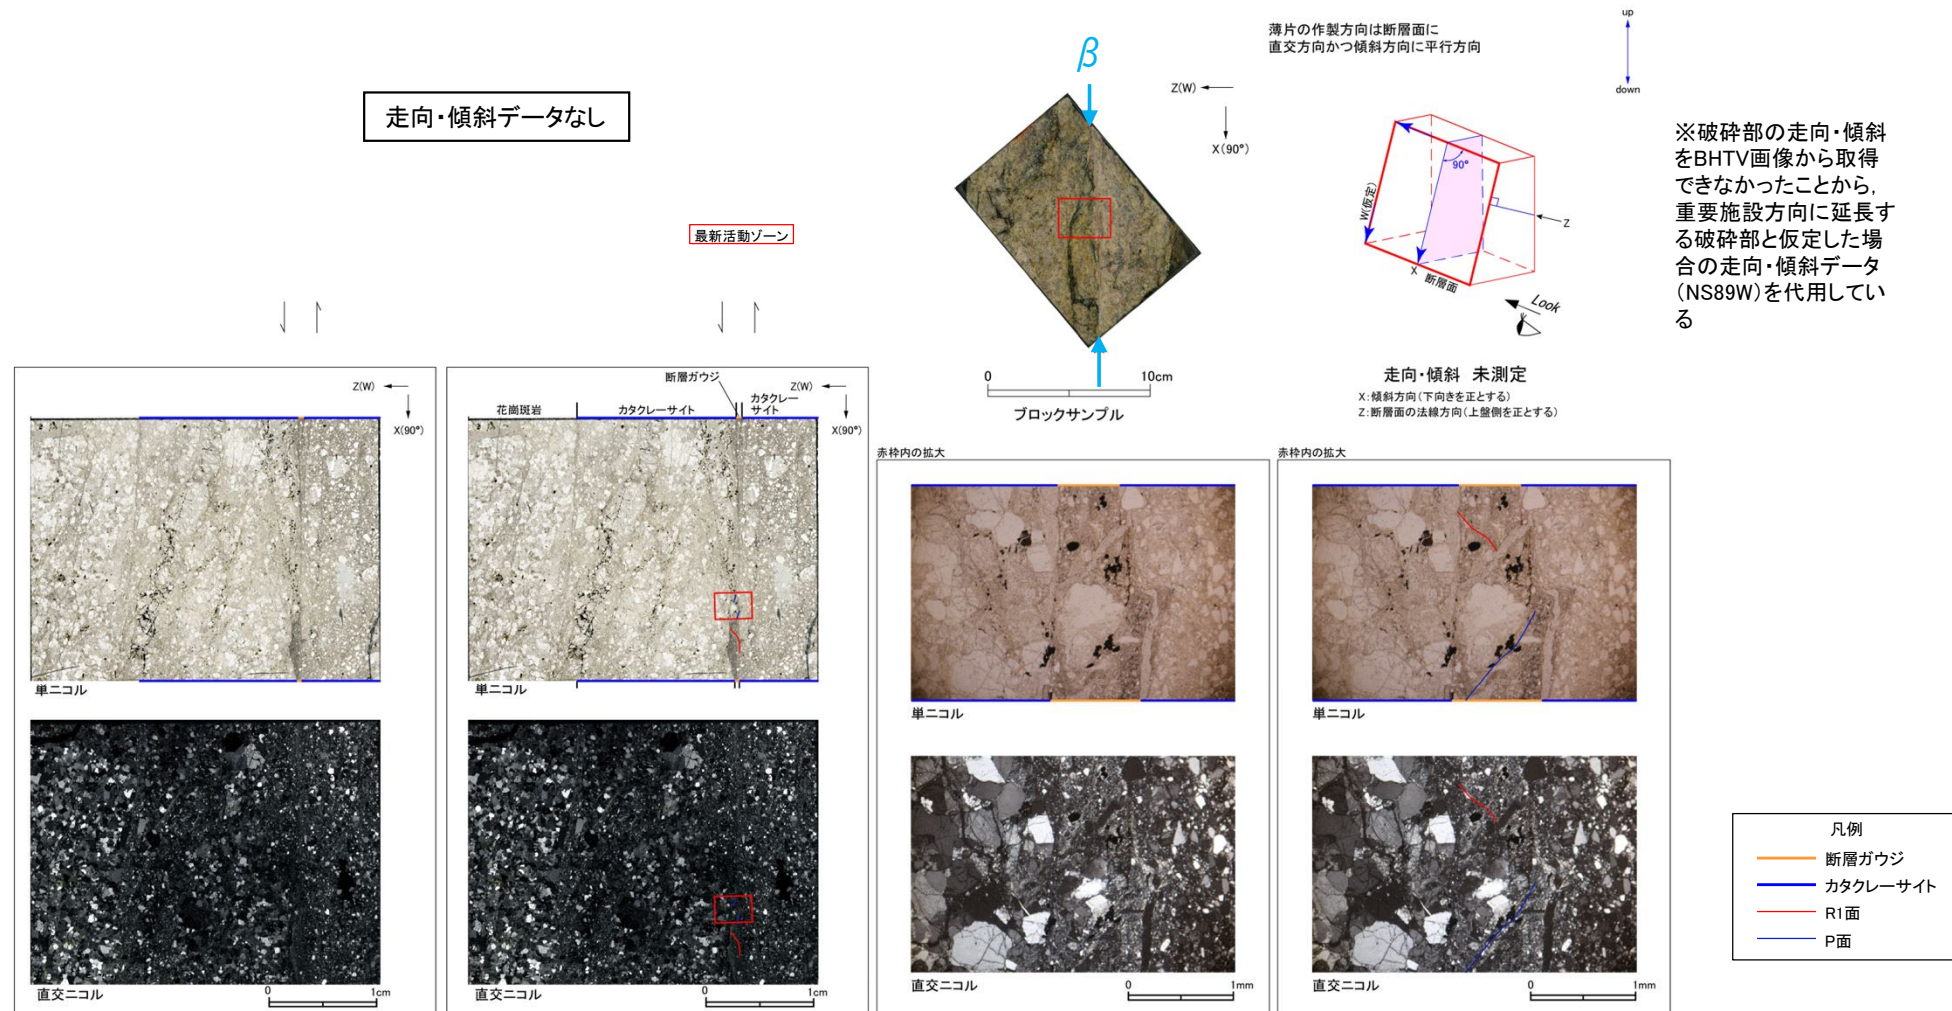 走向・傾斜データなし
最新活動ゾーン
β
Z(W)
X(90°)
0
10cm
ブロックサンプル
薄片の作製方向は断層面に
直交方向かつ傾斜方向に平行方向
up
down
90°
W(仮定)
Z
X
断層面
Look
走向・傾斜 未測定
X:傾斜方向(下向きを正とする)
Z:断層面の法線方向(上盤側を正とする)
※破砕部の走向・傾斜
をBHTV画像から取得
できなかったことから,
重要施設方向に延長す
る破砕部と仮定した場
合の走向・傾斜データ
(NS89W)を代用してい
る
Z(W)
X(90°)
単ニコル
直交ニコル
0
1cm
断層ガウジ
Z(W)
花崗斑岩
カタクレーサイト
カタクレー
サイト
X(90°)
単ニコル
直交ニコル
0
1cm
赤枠内の拡大
単ニコル
直交ニコル
0
1mm
赤枠内の拡大
単ニコル
直交ニコル
0
1mm
凡例
断層ガウジ
カタクレーサイト
R1面
P面